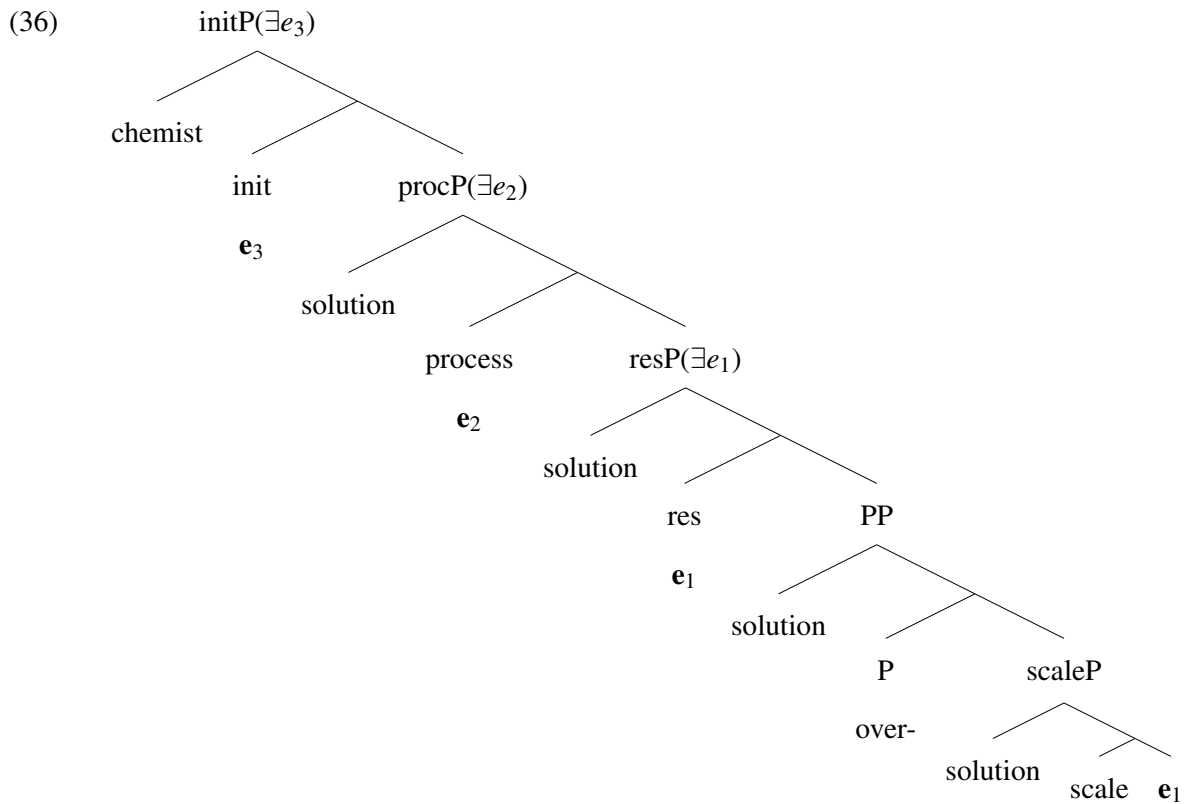 (36) initP(∃e₃)
chemist
init procP(∃e₂)
e₃
solution
process resP(∃e₁)
e₂
solution
res PP
e₁
solution
P scaleP
over-
solution
scale e₁